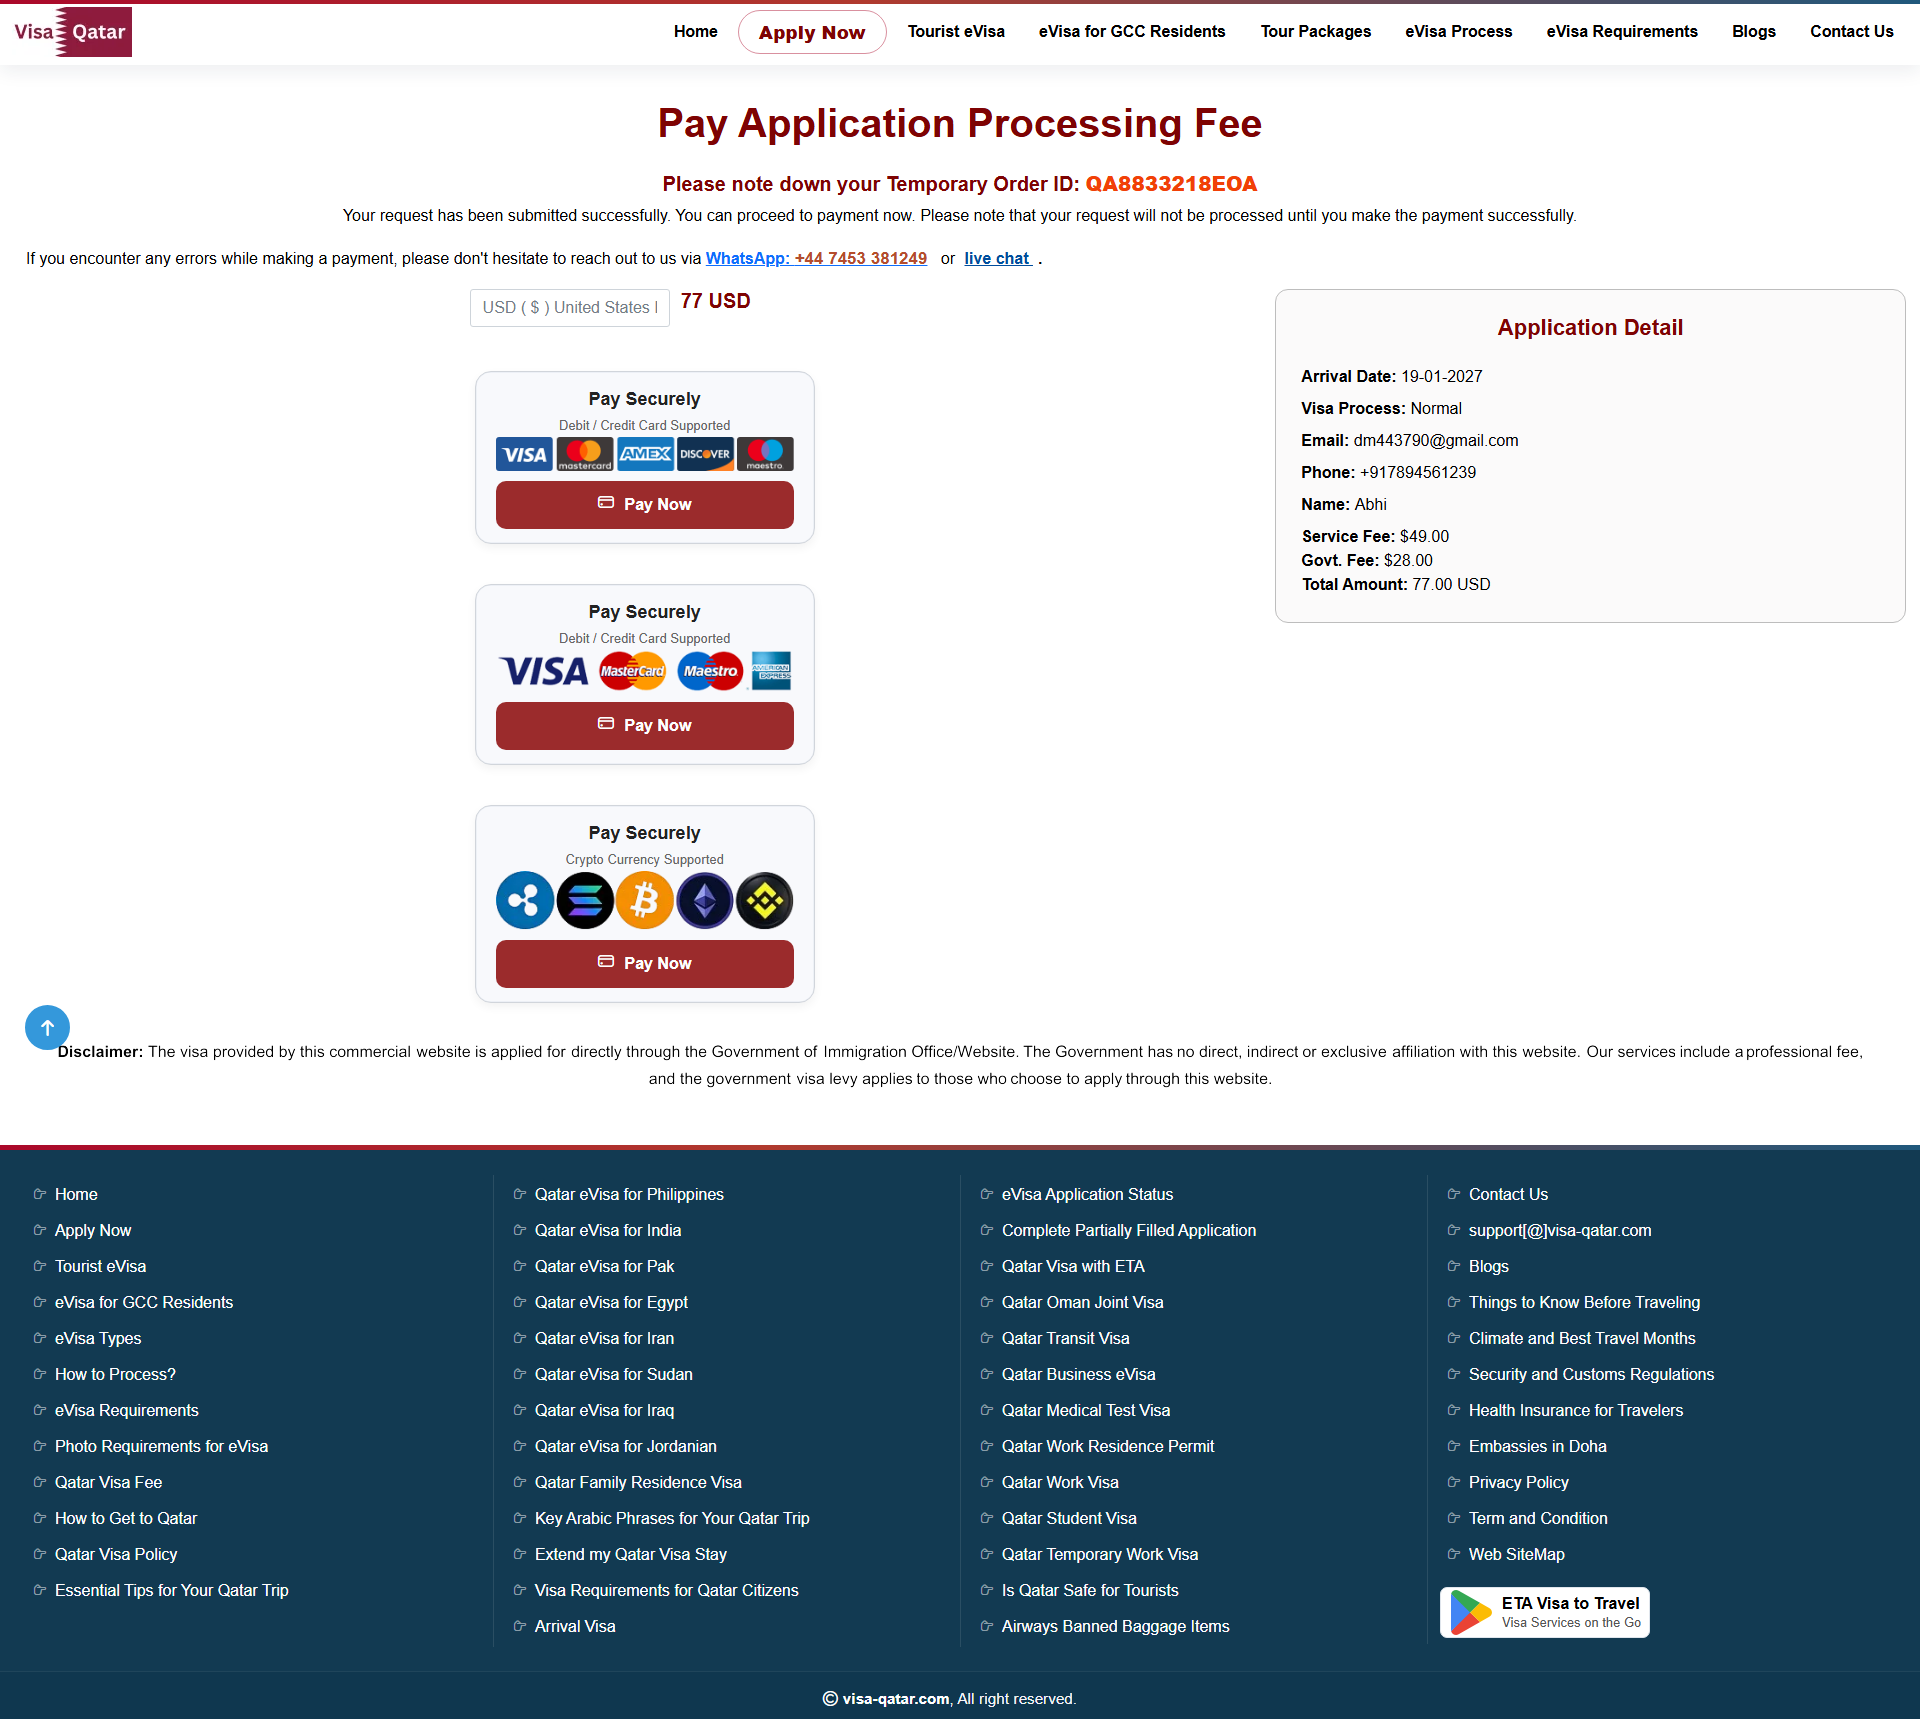 Visa Qatar
Home
Apply Now
Tourist eVisa
eVisa for GCC Residents
Tour Packages
eVisa Process
eVisa Requirements
Blogs
Contact Us
Pay Application Processing Fee
Please note down your Temporary Order ID: QA8833218EOA
Your request has been submitted successfully. You can proceed to payment now. Please note that your request will not be processed until you make the payment successfully.
If you encounter any errors while making a payment, please don't hesitate to reach out to us via WhatsApp: +44 7453 381249 or live chat .
USD ( $ ) United States
77 USD
Pay Securely
Debit / Credit Card Supported
VISA mastercard AMEX DISCOVER maestro
Pay Now
Pay Securely
Debit / Credit Card Supported
VISA MasterCard Maestro AMERICAN EXPRESS
Pay Now
Pay Securely
Crypto Currency Supported
Pay Now
Application Detail
Arrival Date: 19-01-2027
Visa Process: Normal
Email: dm443790@gmail.com
Phone: +917894561239
Name: Abhi
Service Fee: $49.00
Govt. Fee: $28.00
Total Amount: 77.00 USD
Disclaimer: The visa provided by this commercial website is applied for directly through the Government of Immigration Office/Website. The Government has no direct, indirect or exclusive affiliation with this website. Our services include a professional fee,
and the government visa levy applies to those who choose to apply through this website.
Home
Apply Now
Tourist eVisa
eVisa for GCC Residents
eVisa Types
How to Process?
eVisa Requirements
Photo Requirements for eVisa
Qatar Visa Fee
How to Get to Qatar
Qatar Visa Policy
Essential Tips for Your Qatar Trip
Qatar eVisa for Philippines
Qatar eVisa for India
Qatar eVisa for Pak
Qatar eVisa for Egypt
Qatar eVisa for Iran
Qatar eVisa for Sudan
Qatar eVisa for Iraq
Qatar eVisa for Jordanian
Qatar Family Residence Visa
Key Arabic Phrases for Your Qatar Trip
Extend my Qatar Visa Stay
Visa Requirements for Qatar Citizens
Arrival Visa
eVisa Application Status
Complete Partially Filled Application
Qatar Visa with ETA
Qatar Oman Joint Visa
Qatar Transit Visa
Qatar Business eVisa
Qatar Medical Test Visa
Qatar Work Residence Permit
Qatar Work Visa
Qatar Student Visa
Qatar Temporary Work Visa
Is Qatar Safe for Tourists
Airways Banned Baggage Items
Contact Us
support[@]visa-qatar.com
Blogs
Things to Know Before Traveling
Climate and Best Travel Months
Security and Customs Regulations
Health Insurance for Travelers
Embassies in Doha
Privacy Policy
Term and Condition
Web SiteMap
ETA Visa to Travel
Visa Services on the Go
© visa-qatar.com, All right reserved.